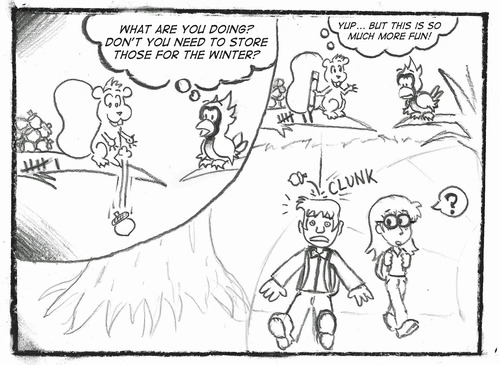 WHAT ARE YOU DOING?
DON'T YOU NEED TO STORE
THOSE FOR THE WINTER?
YUP... BUT THIS IS SO
MUCH MORE FUN!
CLUNK
?